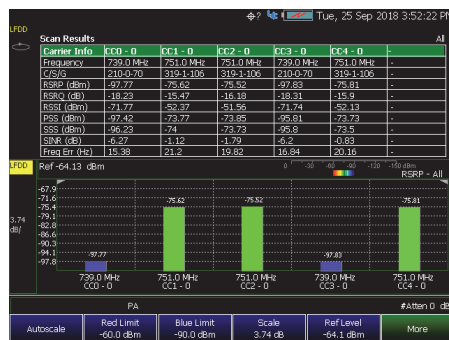 ? Tue, 25 Sep 2018 3:52:22 PM
LFDD
Scan Results All
Carrier Info CC0 - 0 CC1 - 0 CC2 - 0 CC3 - 0 CC4 - 0 -
Frequency 739.0 MHz 751.0 MHz 751.0 MHz 739.0 MHz 751.0 MHz -
C/S/G 210-0-70 319-1-106 319-1-106 210-0-70 319-1-106 -
RSRP (dBm) -97.77 -75.62 -75.52 -97.83 -75.81 -
RSRQ (dB) -18.23 -15.47 -16.18 -18.31 -15.9 -
RSSI (dBm) -71.77 -52.37 -51.56 -71.74 -52.13 -
PSS (dBm) -97.42 -73.77 -73.85 -95.81 -73.73 -
SSS (dBm) -96.23 -74 -73.73 -95.8 -73.5 -
SINR (dB) -6.27 -1.12 -1.79 -6.2 -0.83 -
Freq Err (Hz) 15.38 21.2 19.82 16.84 20.16 -
LFDD Ref -64.13 dBm 0 -30 -60 -90 -120 -150 dBm
RSRP - All
-67.9
-71.6 -75.62 -75.52 -75.81
-75.4
-79.1
3.74 -82.8
dB/ -86.6
-90.3
-94.1 -97.77 -97.83
-97.8
739.0 MHz 751.0 MHz 751.0 MHz 739.0 MHz 751.0 MHz
CC0 - 0 CC1 - 0 CC2 - 0 CC3 - 0 CC4 - 0
PA #Atten 0 dB
Autoscale Red Limit Blue Limit Scale Ref Level More
-60.0 dBm -90.0 dBm 3.74 dB -64.1 dBm